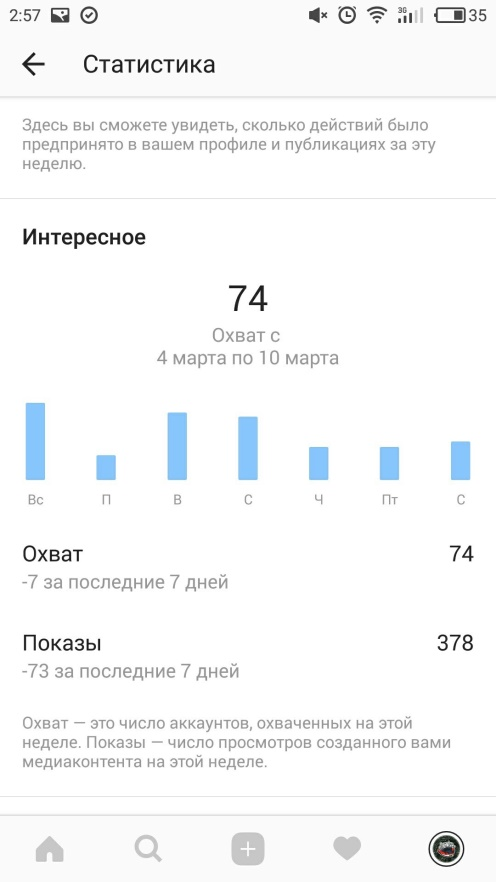 2:57
3G
35
Статистика
Здесь вы сможете увидеть, сколько действий было
предпринято в вашем профиле и публикациях за эту
неделю.
Интересное
74
Охват с
4 марта по 10 марта
Вс П В С Ч Пт С
Охват 74
-7 за последние 7 дней
Показы 378
-73 за последние 7 дней
Охват — это число аккаунтов, охваченных на этой
неделе. Показы — число просмотров созданного вами
медиаконтента на этой неделе.